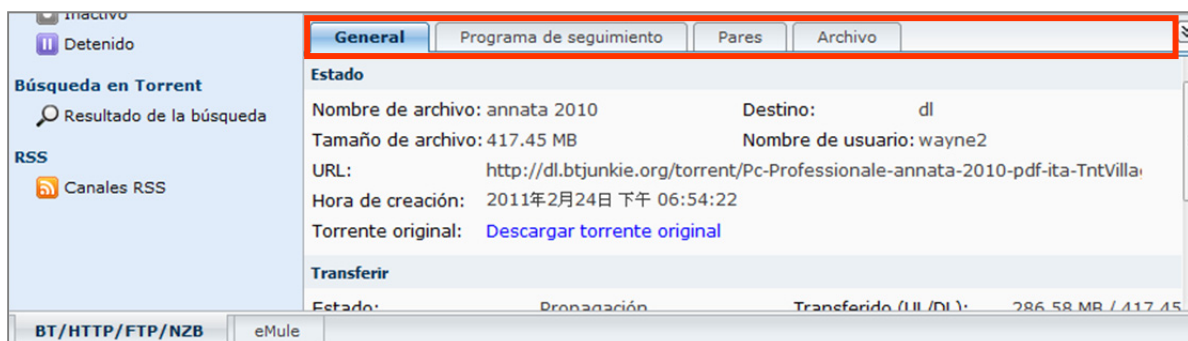 Inactivo
Detenido
Búsqueda en Torrent
Resultado de la búsqueda
RSS
Canales RSS
General Programa de seguimiento Pares Archivo
Estado
Nombre de archivo: annata 2010 Destino: dl
Tamaño de archivo: 417.45 MB Nombre de usuario: wayne2
URL: http://dl.btjunkie.org/torrent/Pc-Professionale-annata-2010-pdf-ita-TntVillag
Hora de creación: 2011年2月24日 下午 06:54:22
Torrente original: Descargar torrente original
Transferir
Estado: Propagación Transferido (UL/DL): 286.58 MB / 417.45
BT/HTTP/FTP/NZB eMule